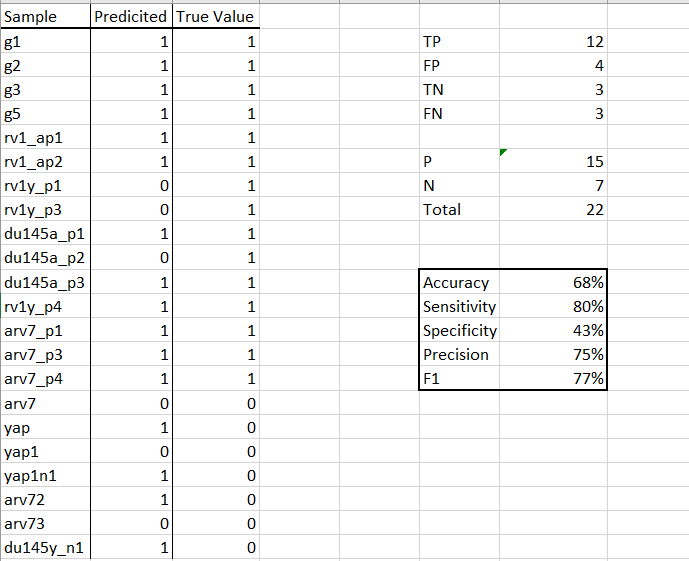 Sample Predicited True Value
g1 1 1 TP 12
g2 1 1 FP 4
g3 1 1 TN 3
g5 1 1 FN 3
rv1_ap1 1 1
rv1_ap2 1 1 P 15
rv1y_p1 0 1 N 7
rv1y_p3 0 1 Total 22
du145a_p1 1 1
du145a_p2 0 1
du145a_p3 1 1 Accuracy 68%
rv1y_p4 1 1 Sensitivity 80%
arv7_p1 1 1 Specificity 43%
arv7_p3 1 1 Precision 75%
arv7_p4 1 1 F1 77%
arv7 0 0
yap 1 0
yap1 0 0
yap1n1 1 0
arv72 1 0
arv73 0 0
du145y_n1 1 0